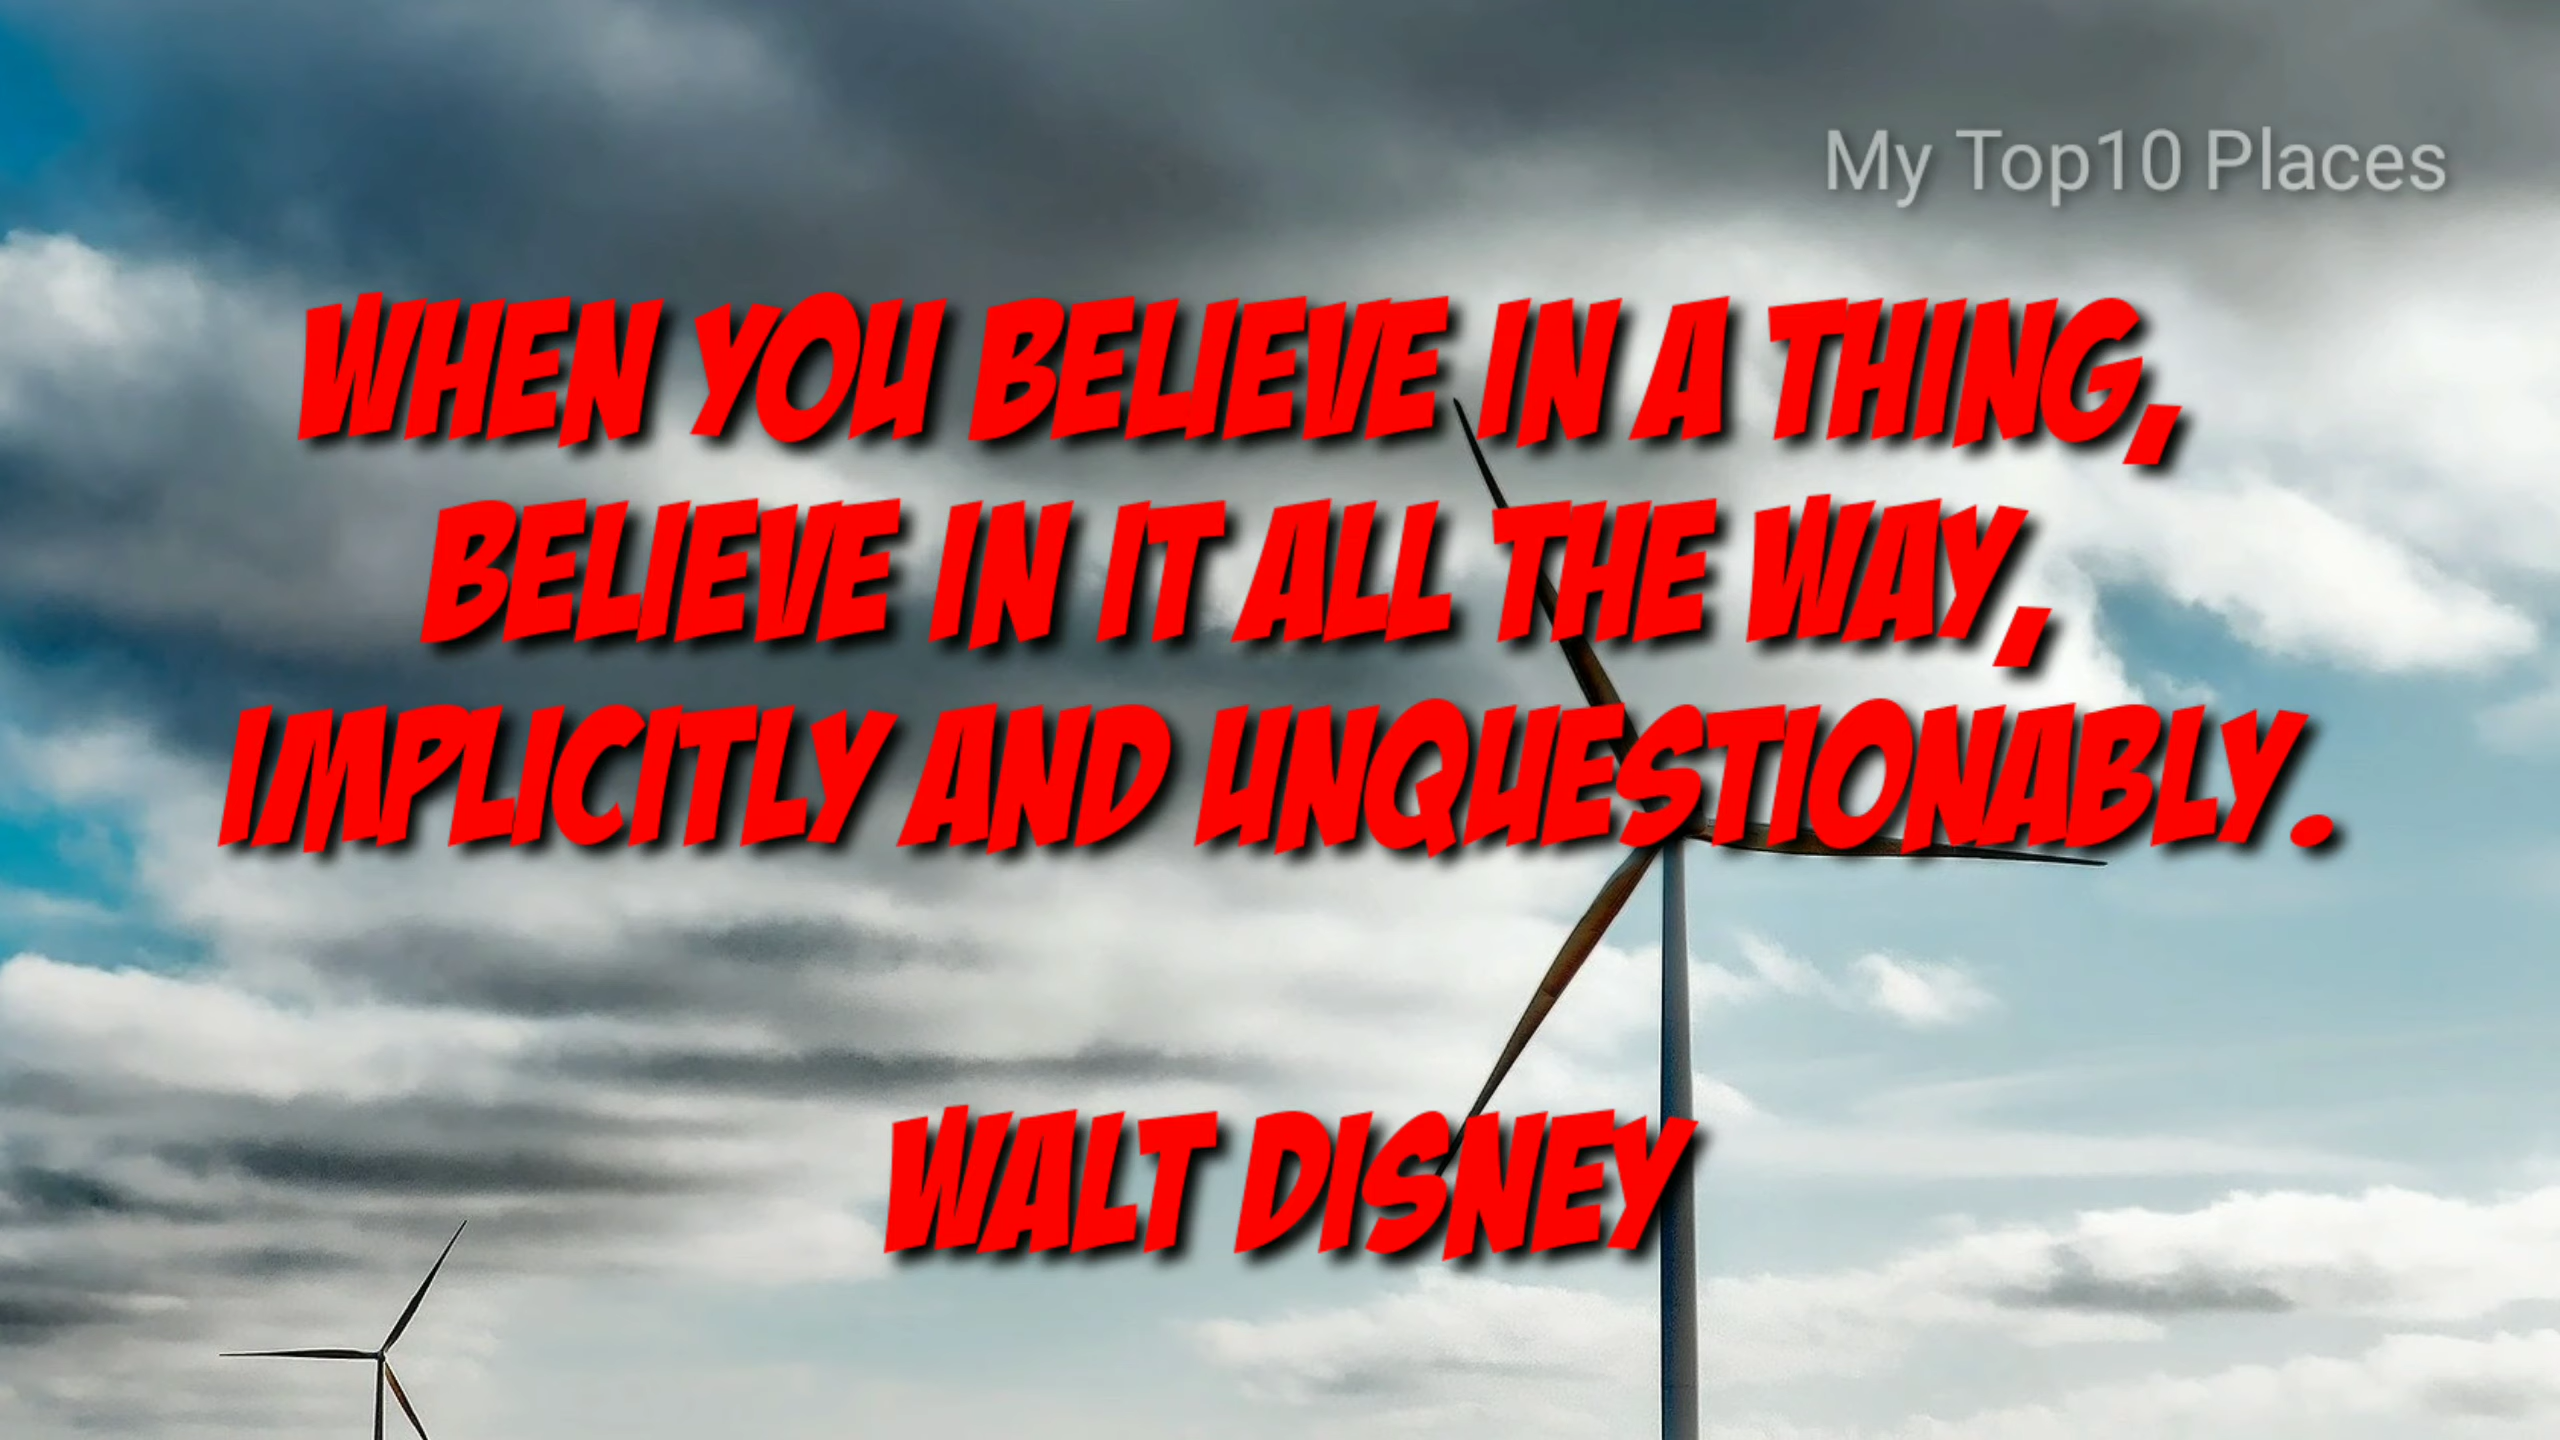 My Top10 Places
WHEN YOU BELIEVE IN A THING,
BELIEVE IN IT ALL THE WAY,
IMPLICITLY AND UNQUESTIONABLY.
WALT DISNEY